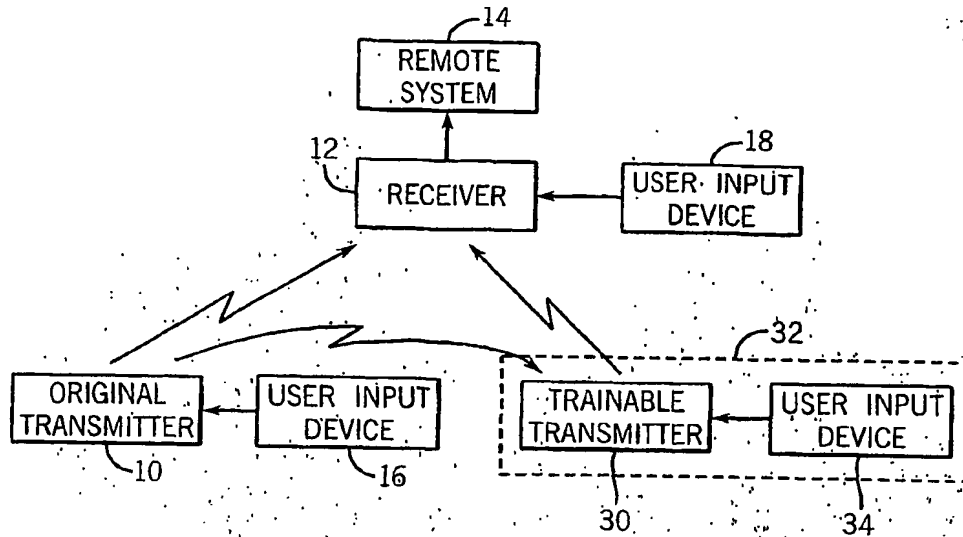 14
REMOTE
SYSTEM
12
RECEIVER
18
USER INPUT
DEVICE
32
ORIGINAL
TRANSMITTER
USER INPUT
DEVICE
TRAINABLE
TRANSMITTER
USER INPUT
DEVICE
10
16
30
34